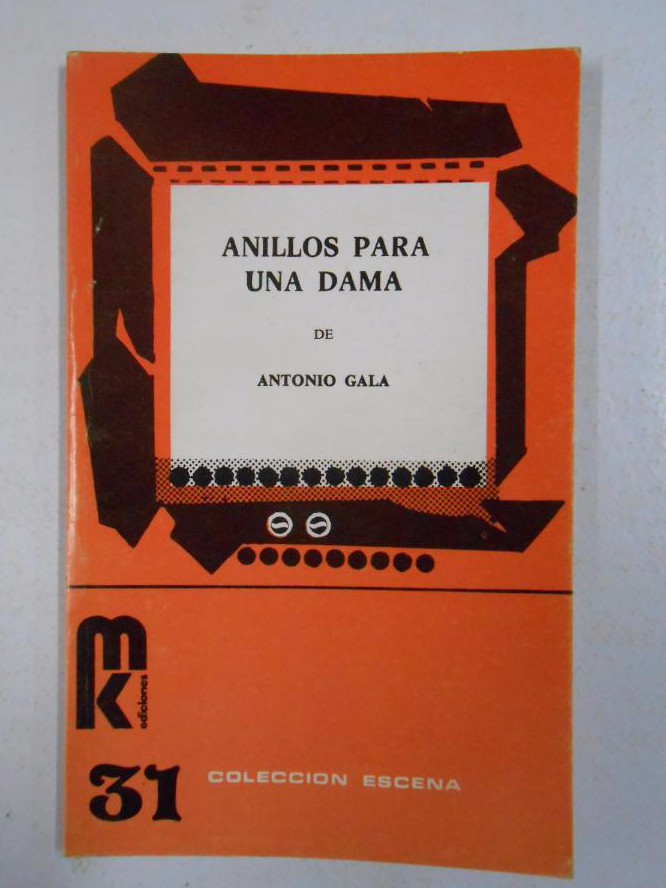 ANILLOS PARA
UNA DAMA
DE
ANTONIO GALA
mk
ediciones
31
COLECCION ESCENA